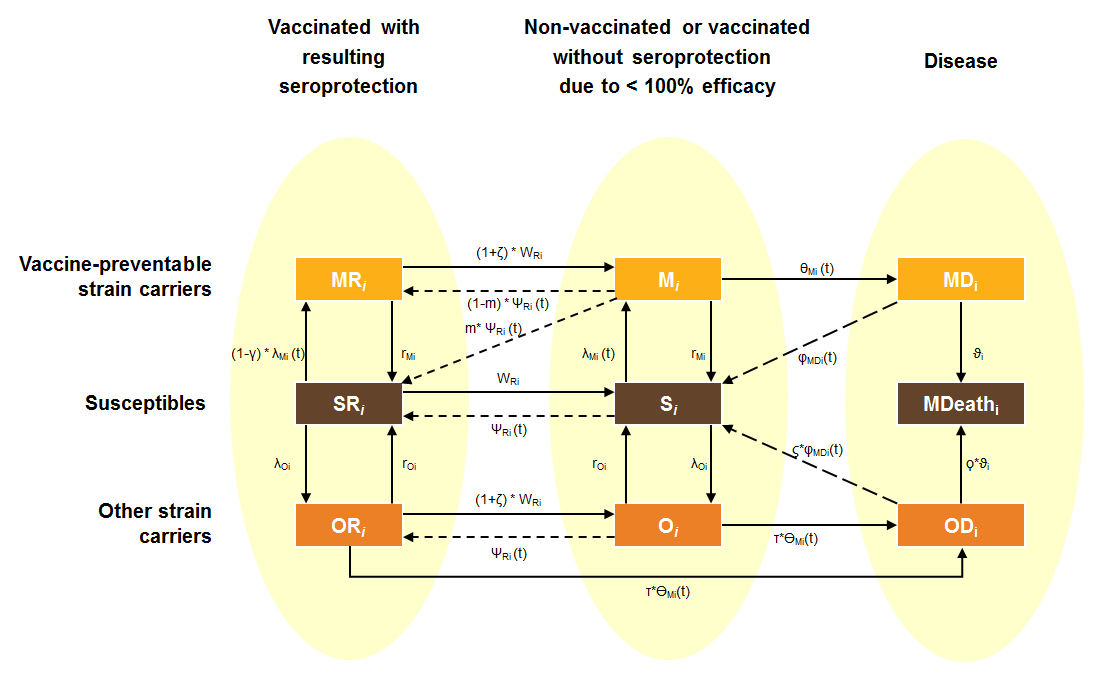 Vaccinated with
resulting
seroprotection
Non-vaccinated or vaccinated
without seroprotection
due to < 100% efficacy
Disease
Vaccine-preventable
strain carriers
MRi
(1+ζ) * WRi
(1-m) * ΨRi (t)
m* ΨRi (t)
Mi
θMi (t)
MDi
(1-γ) * λMi (t)
rMi
λMi (t)
rMi
φMDi(t)
ϑi
Susceptibles
SRi
WRi
ΨRi (t)
Si
MDeathi
λOi
rOi
rOi
λOi
ς*φMDi(t)
ϙ*ϑi
Other strain
carriers
ORi
(1+ζ) * WRi
ΨRi (t)
Oi
τ*ΘMi(t)
ODi
τ*ΘMi(t)